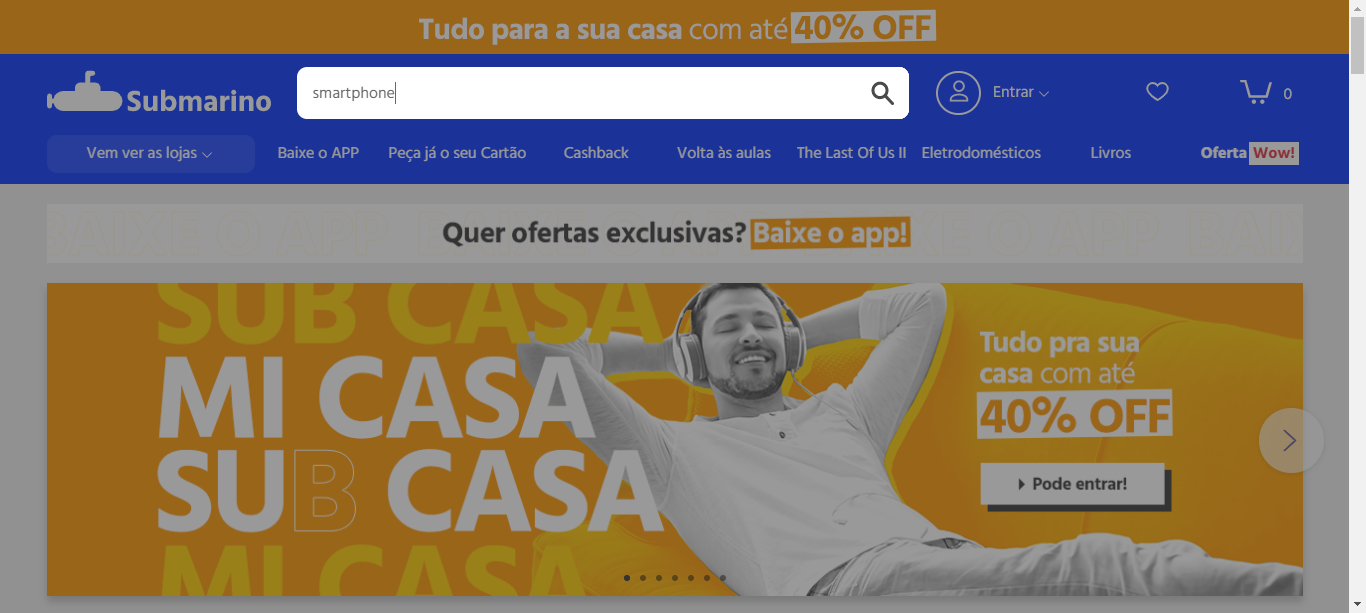 Tudo para a sua casa com até 40% OFF
Submarino
smartphone
Entrar
0
Vem ver as lojas
Baixe o APP
Peça já o seu Cartão
Cashback
Volta às aulas
The Last Of Us II
Eletrodomésticos
Livros
Oferta Wow!
Quer ofertas exclusivas? Baixe o app!
SUB CASA
MI CASA
SUB CASA
MI CASA
Tudo pra sua
casa com até
40% OFF
Pode entrar!